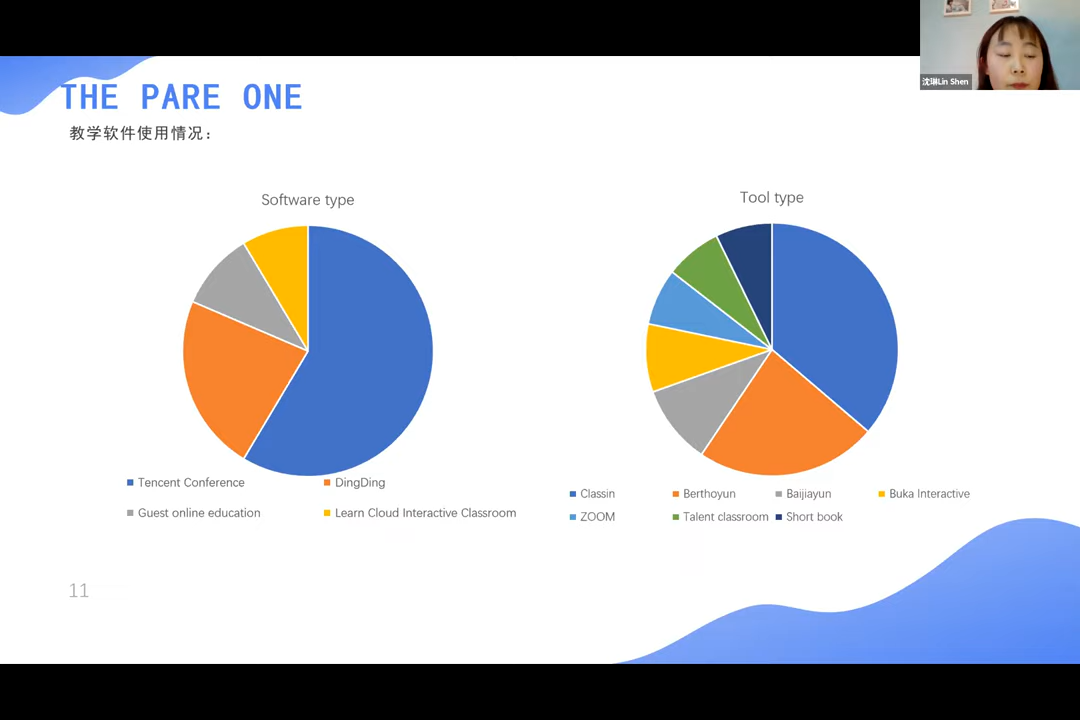 沈琳Lin Shen
THE PARE ONE
教学软件使用情况：
Software type
Tencent Conference
DingDing
Guest online education
Learn Cloud Interactive Classroom
Tool type
Classin
Berthoyun
Baijiayun
Buka Interactive
ZOOM
Talent classroom
Short book
11